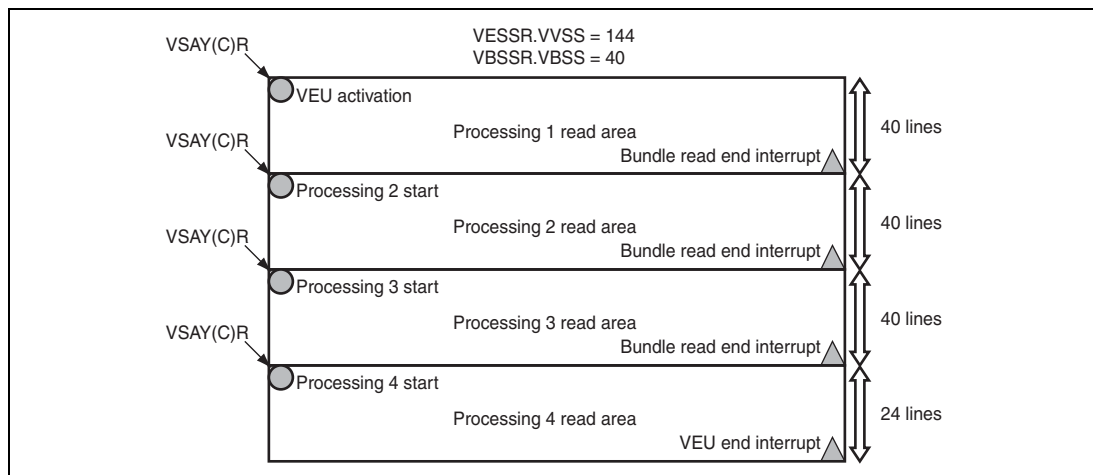 VESSR.VVSS = 144
VBSSR.VBSS = 40
VSAY(C)R
VEU activation
Processing 1 read area
Bundle read end interrupt
40 lines
VSAY(C)R
Processing 2 start
Processing 2 read area
Bundle read end interrupt
40 lines
VSAY(C)R
Processing 3 start
Processing 3 read area
Bundle read end interrupt
40 lines
VSAY(C)R
Processing 4 start
Processing 4 read area
VEU end interrupt
24 lines